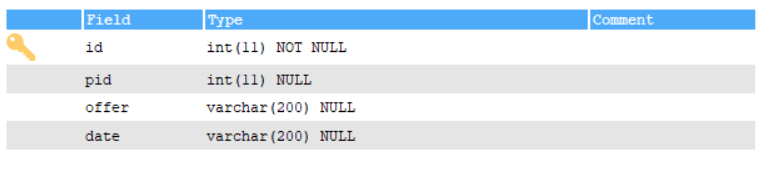 Field Type Comment
id int(11) NOT NULL
pid int(11) NULL
offer varchar(200) NULL
date varchar(200) NULL